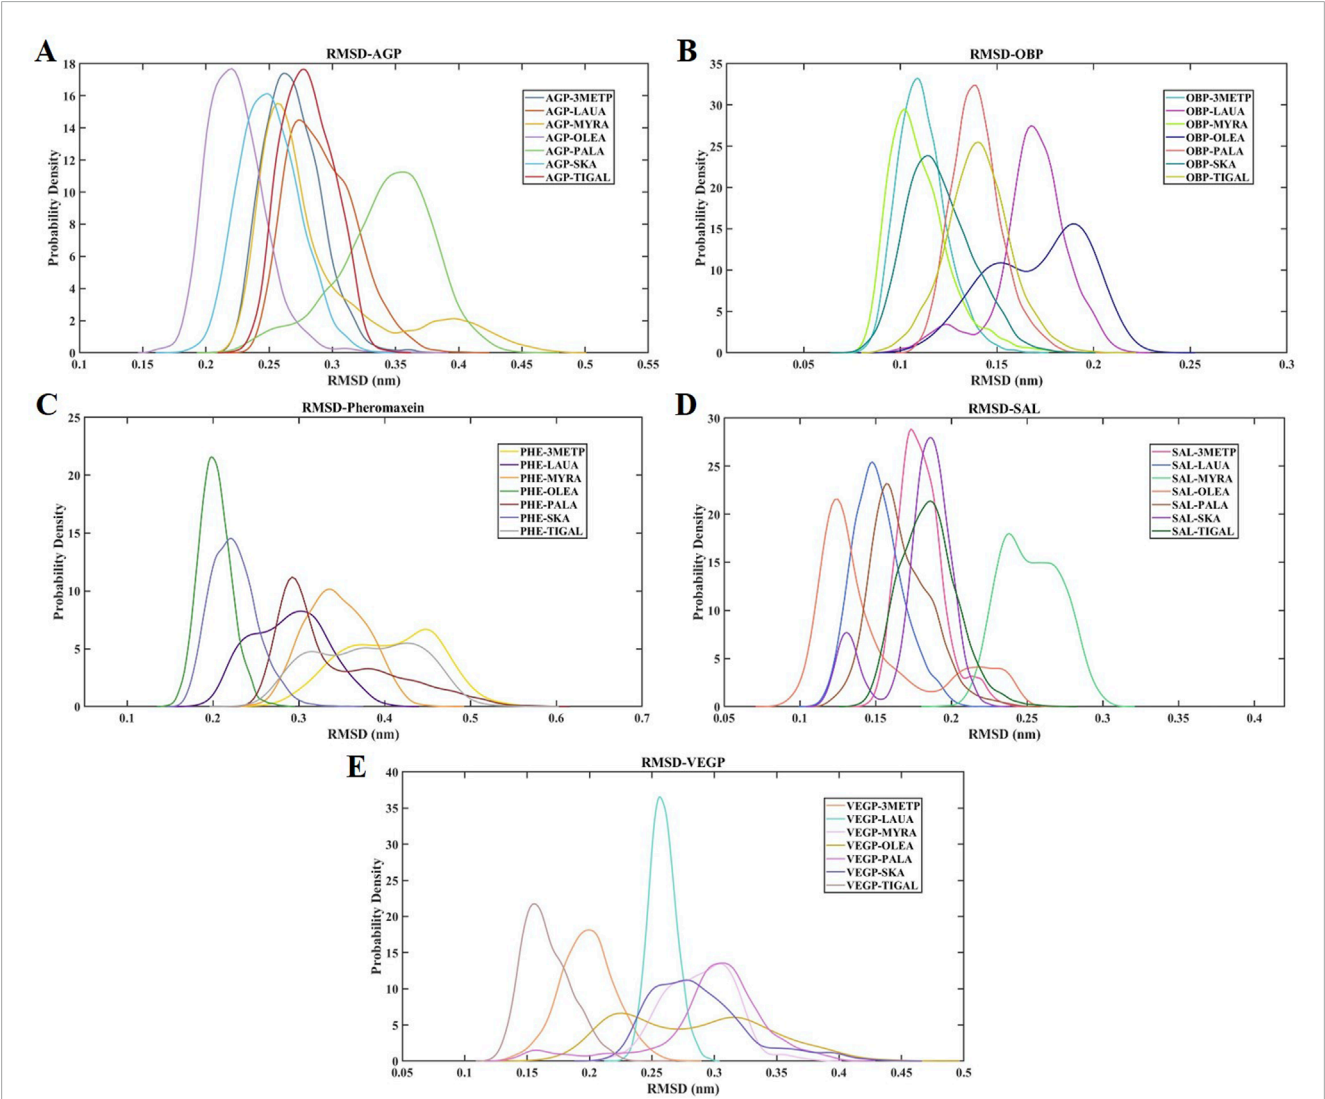 A
RMSD-AGP
18
16
14
12
10
8
6
4
2
0
Probability Density
AGP-3METP
AGP-LAUA
AGP-MYRA
AGP-OLEA
AGP-PALA
AGP-SKA
AGP-TIGAL
0.1 0.15 0.2 0.25 0.3 0.35 0.4 0.45 0.5 0.55
RMSD (nm)
B
RMSD-OBP
35
30
25
20
15
10
5
0
Probability Density
OBP-3METP
OBP-LAUA
OBP-MYRA
OBP-OLEA
OBP-PALA
OBP-SKA
OBP-TIGAL
0.05 0.1 0.15 0.2 0.25 0.3
RMSD (nm)
C
RMSD-Pheromaxein
25
20
15
10
5
0
Probability Density
PHE-3METP
PHE-LAUA
PHE-MYRA
PHE-OLEA
PHE-PALA
PHE-SKA
PHE-TIGAL
0.1 0.2 0.3 0.4 0.5 0.6 0.7
RMSD (nm)
D
RMSD-SAL
30
25
20
15
10
5
0
Probability Density
SAL-3METP
SAL-LAUA
SAL-MYRA
SAL-OLEA
SAL-PALA
SAL-SKA
SAL-TIGAL
0.05 0.1 0.15 0.2 0.25 0.3 0.35 0.4
RMSD (nm)
E
RMSD-VEGP
40
35
30
25
20
15
10
5
0
Probability Density
VEGP-3METP
VEGP-LAUA
VEGP-MYRA
VEGP-OLEA
VEGP-PALA
VEGP-SKA
VEGP-TIGAL
0.05 0.1 0.15 0.2 0.25 0.3 0.35 0.4 0.45 0.5
RMSD (nm)